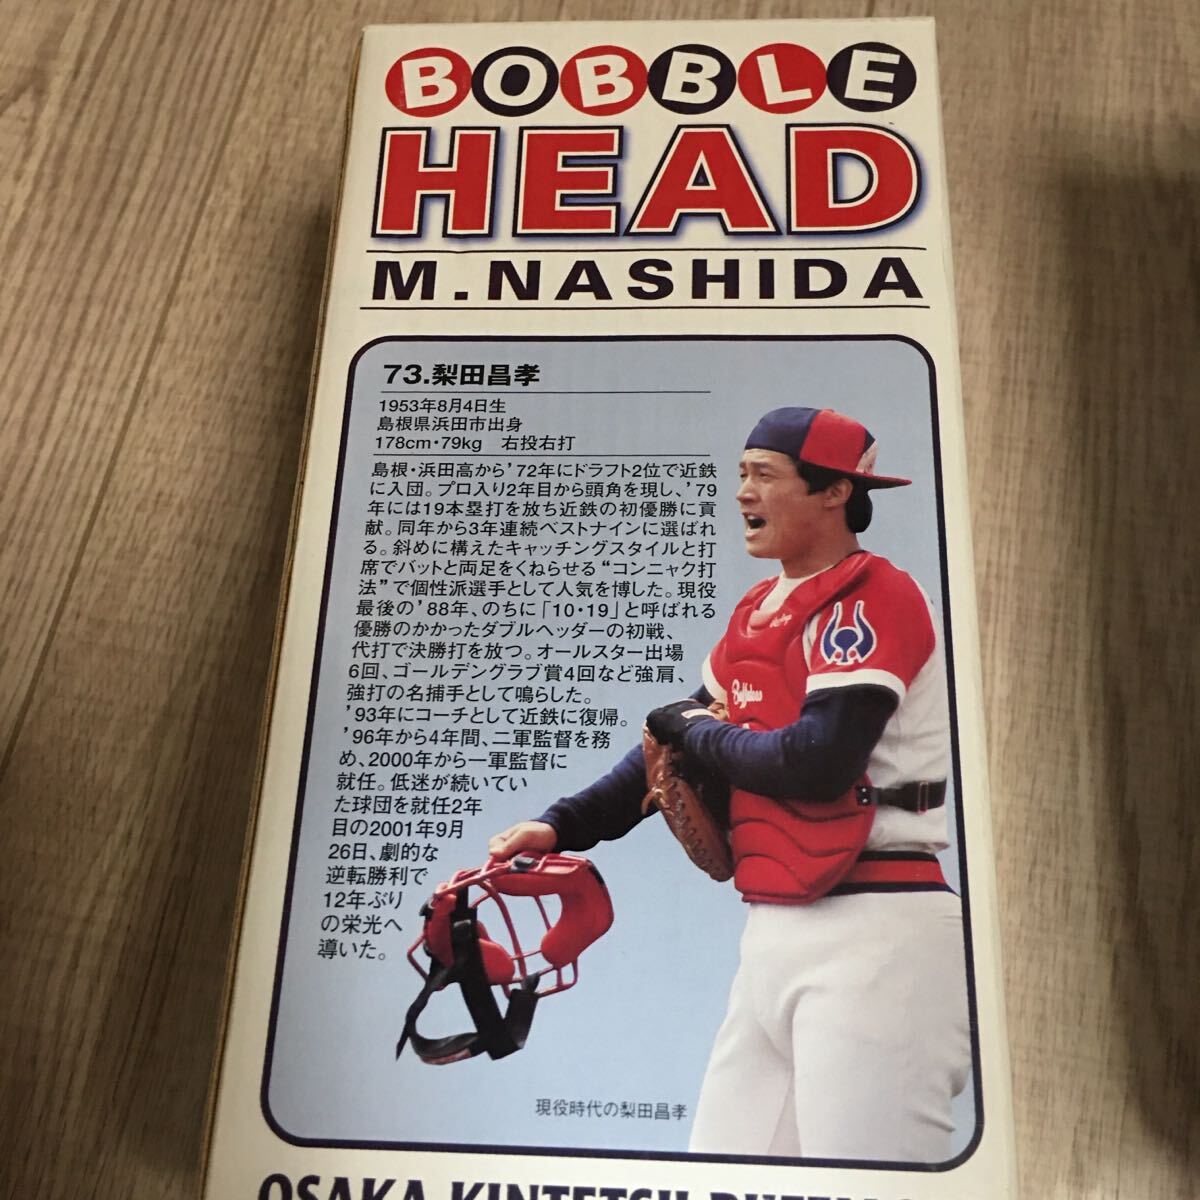 BOBBLE
HEAD
M.NASHIDA
73.梨田昌孝
1953年8月4日生
島根県浜田市出身
178cm・79kg 右投右打
島根・浜田高から'72年にドラフト2位で近鉄
に入団。プロ入り2年目から頭角を現し、'79
年には19本塁打を放ち近鉄の初優勝に貢
献。同年から3年連続ベストナインに選ばれ
る。斜めに構えたキャッチングスタイルと打
席でバットと両足をくねらせる“コンニャク打
法”で個性派選手として人気を博した。現役
最後の'88年、のちに「10・19」と呼ばれる
優勝のかかったダブルヘッダーの初戦、
代打で決勝打を放つ。オールスター出場
6回、ゴールデングラブ賞4回など強肩、
強打の名捕手として鳴らした。
'93年にコーチとして近鉄に復帰。
'96年から4年間、二軍監督を務
め、2000年から一軍監督に
就任。低迷が続いてい
た球団を就任2年
目の2001年9月
26日、劇的な
逆転勝利で
12年ぶり
の栄光へ
導いた。
Buffaloes
現役時代の梨田昌孝
OSAKA KINTETSU